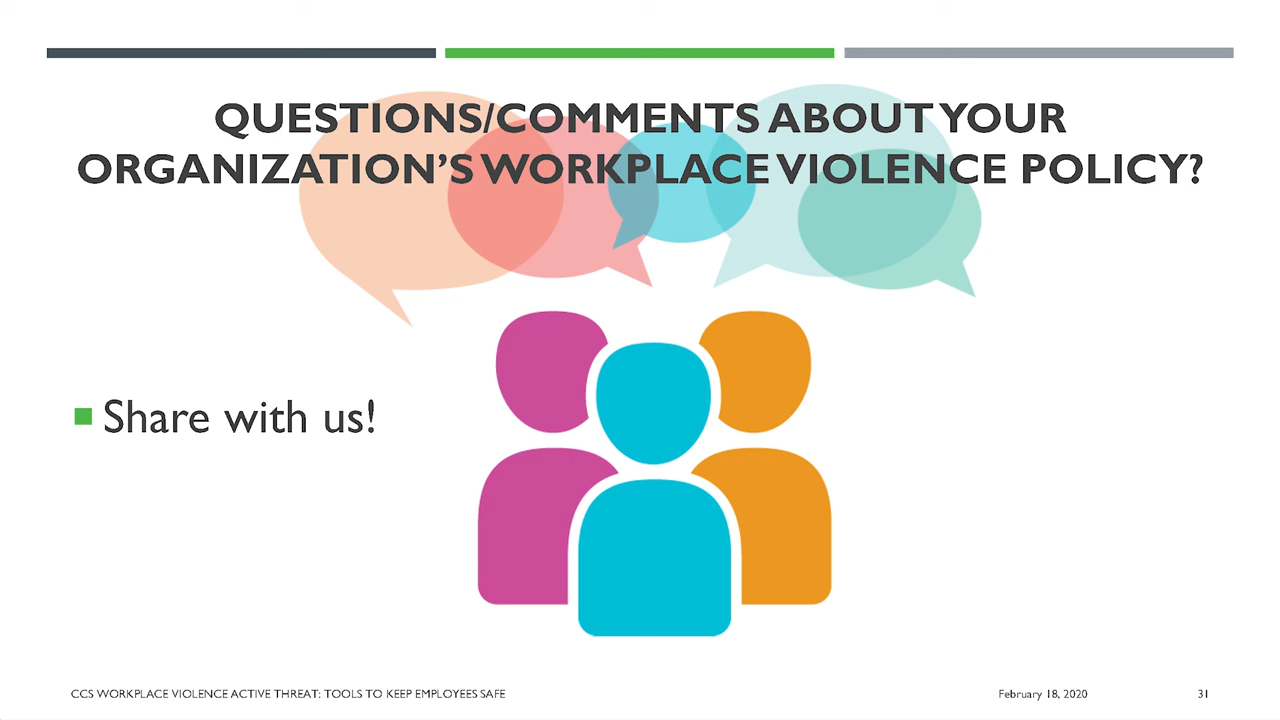 QUESTIONS/COMMENTS ABOUT YOUR
ORGANIZATION’S WORKPLACE VIOLENCE POLICY?
Share with us!
CCS WORKPLACE VIOLENCE ACTIVE THREAT: TOOLS TO KEEP EMPLOYEES SAFE
February 18, 2020
31